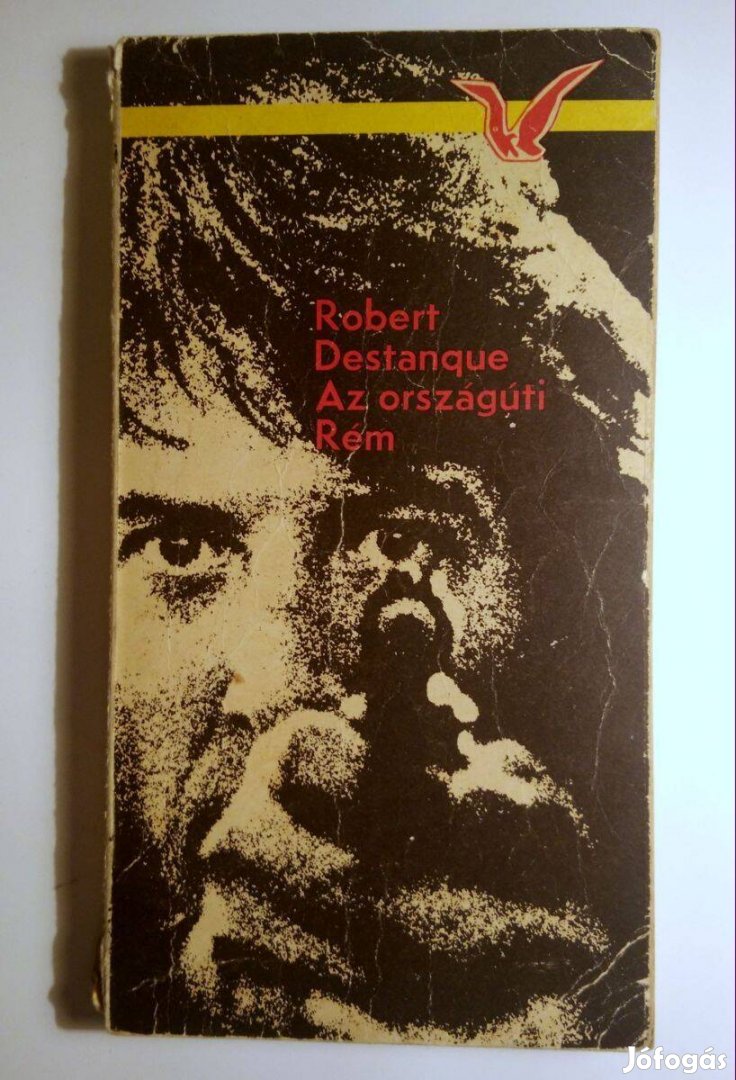 Robert
Destanque
Az országúti
Rém
Jófogás